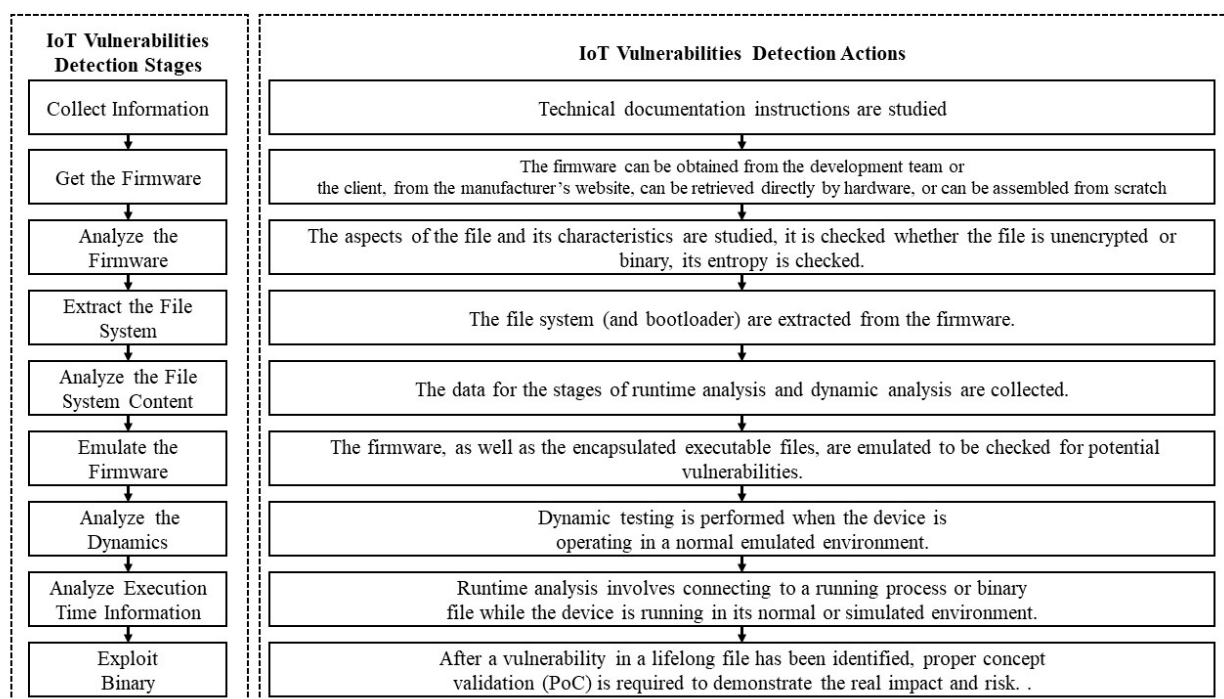 IoT Vulnerabilities
Detection Stages
IoT Vulnerabilities Detection Actions
Collect Information
Technical documentation instructions are studied
Get the Firmware
The firmware can be obtained from the development team or
the client, from the manufacturer's website, can be retrieved directly by hardware, or can be assembled from scratch
Analyze the
Firmware
The aspects of the file and its characteristics are studied, it is checked whether the file is unencrypted or
binary, its entropy is checked.
Extract the File
System
The file system (and bootloader) are extracted from the firmware.
Analyze the File
System Content
The data for the stages of runtime analysis and dynamic analysis are collected.
Emulate the
Firmware
The firmware, as well as the encapsulated executable files, are emulated to be checked for potential
vulnerabilities.
Analyze the
Dynamics
Dynamic testing is performed when the device is
operating in a normal emulated environment.
Analyze Execution
Time Information
Runtime analysis involves connecting to a running process or binary
file while the device is running in its normal or simulated environment.
Exploit
Binary
After a vulnerability in a lifelong file has been identified, proper concept
validation (PoC) is required to demonstrate the real impact and risk. .